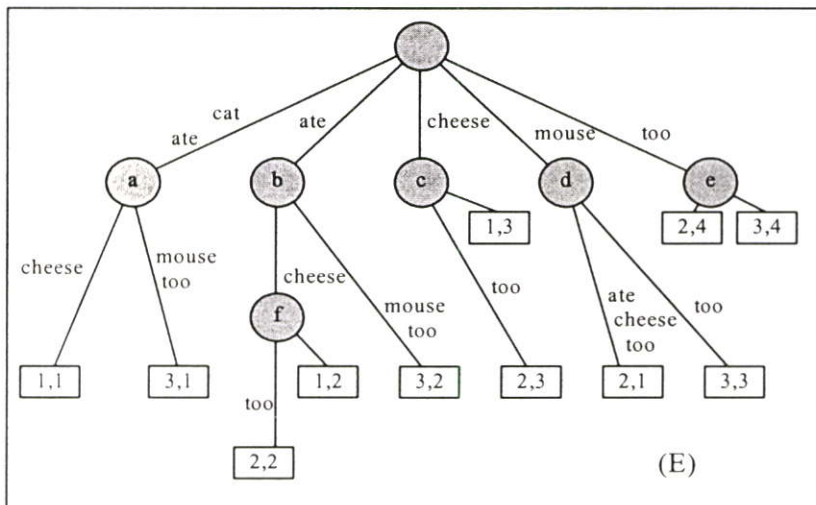 cat
ate
ate
cheese
mouse
too
a
b
c
d
e
1,3
2,4
3,4
cheese
mouse
too
cheese
mouse
too
too
ate
cheese
too
too
f
1,1
3,1
1,2
3,2
2,3
2,1
3,3
too
2,2
(E)